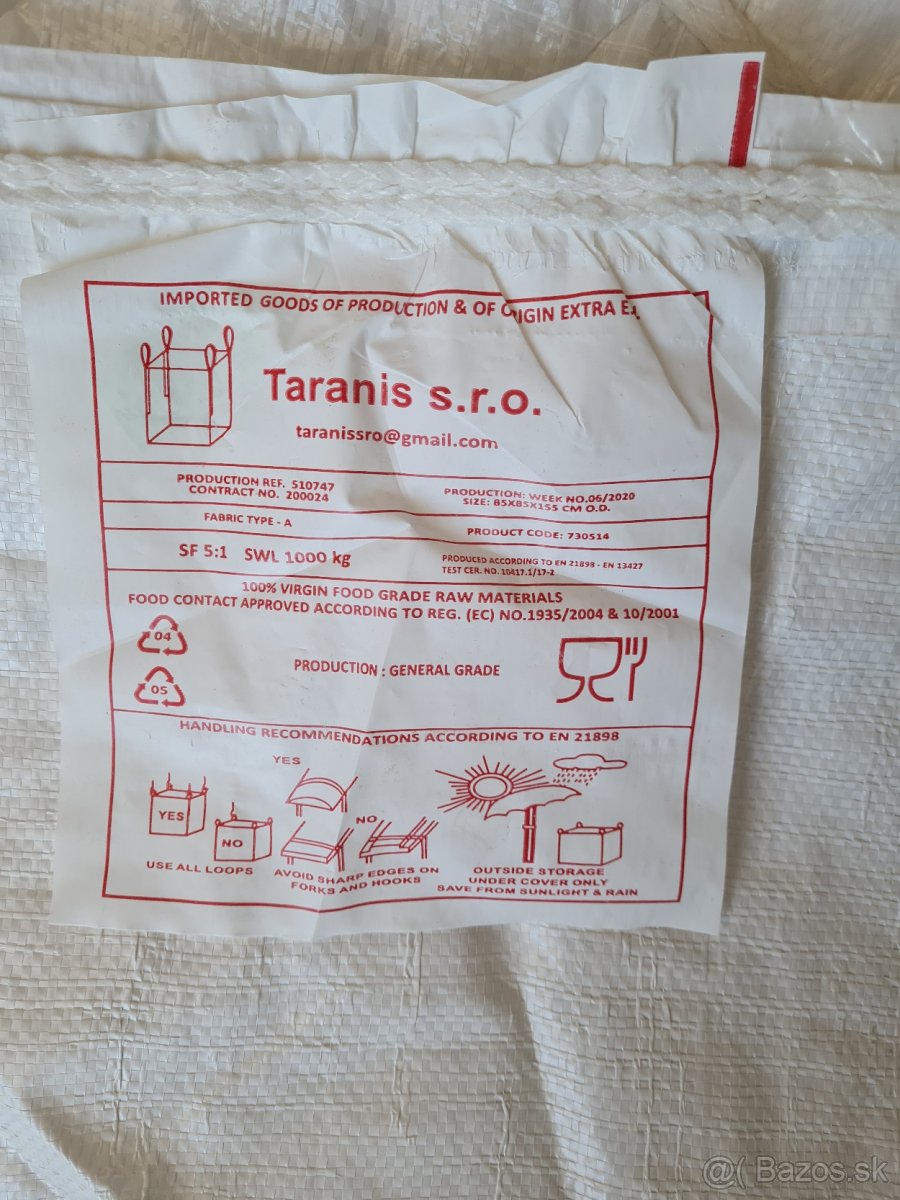 IMPORTED GOODS OF PRODUCTION & OF ORIGIN EXTRA
Taranis s.r.o.
taranissro@gmail.com
PRODUCTION REF. 510747
CONTRACT NO. 200024
PRODUCTION: WEEK NO.06/2020
SIZE: 85X85X155 CM O.D.
FABRIC TYPE - A
PRODUCT CODE: 730514
SF 5:1 SWL 1000 kg
PRODUCED ACCORDING TO EN 21898 - EN 13427
TEST CER. NO. 10417.1/17-2
100% VIRGIN FOOD GRADE RAW MATERIALS
FOOD CONTACT APPROVED ACCORDING TO REG. (EC) NO.1935/2004 & 10/2001
04
PRODUCTION : GENERAL GRADE
05
HANDLING RECOMMENDATIONS ACCORDING TO EN 21898
YES
YES
NO
NO
USE ALL LOOPS
AVOID SHARP EDGES ON
FORKS AND HOOKS
OUTSIDE STORAGE
UNDER COVER ONLY
SAVE FROM SUNLIGHT & RAIN
@( Bazos.sk